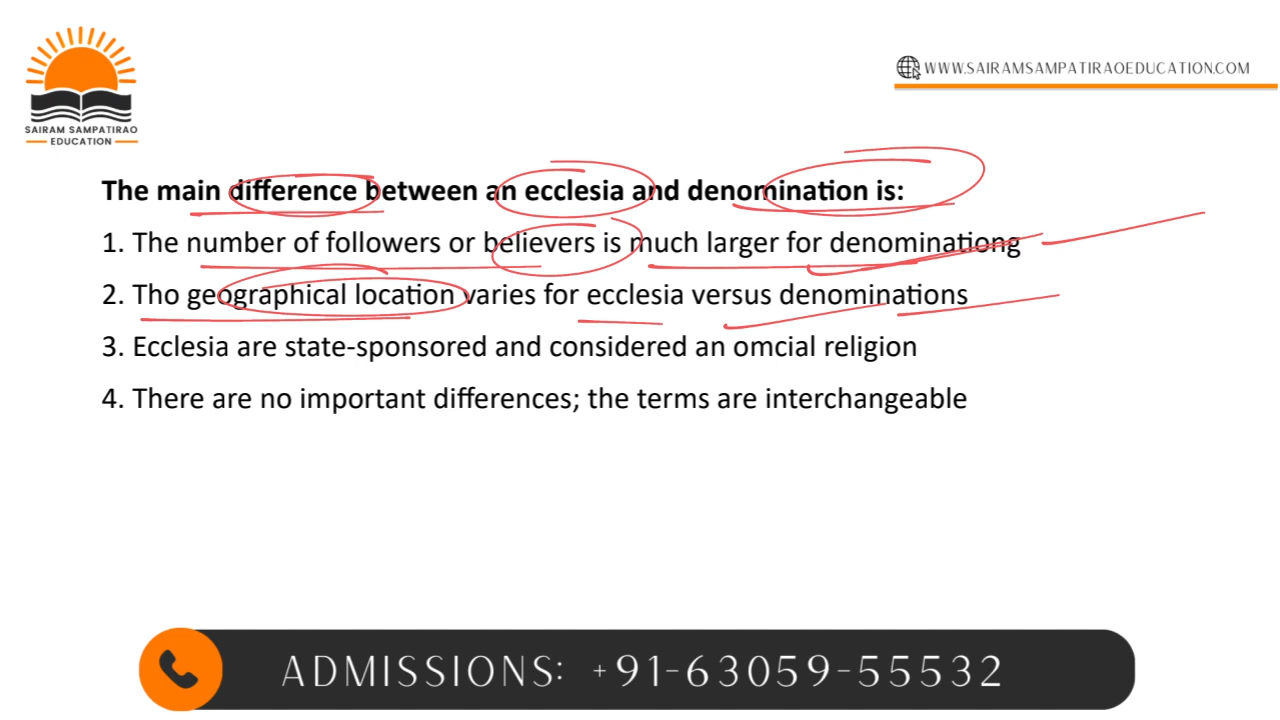 SAIRAM SAMPATIRAO
EDUCATION
WWW.SAIRAMSAMPATIRAOEDUCATION.COM
The main difference between an ecclesia and denomination is:
1. The number of followers or believers is much larger for denominationg
2. Tho geographical location varies for ecclesia versus denominations
3. Ecclesia are state-sponsored and considered an omcial religion
4. There are no important differences; the terms are interchangeable
ADMISSIONS: +91-63059-55532